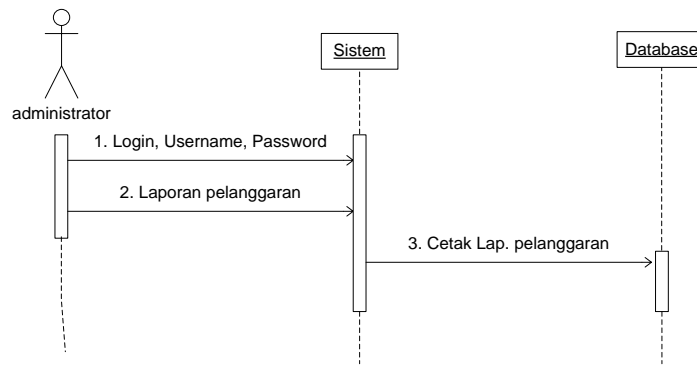 Sistem
Database
administrator
1. Login, Username, Password
2. Laporan pelanggaran
3. Cetak Lap. pelanggaran